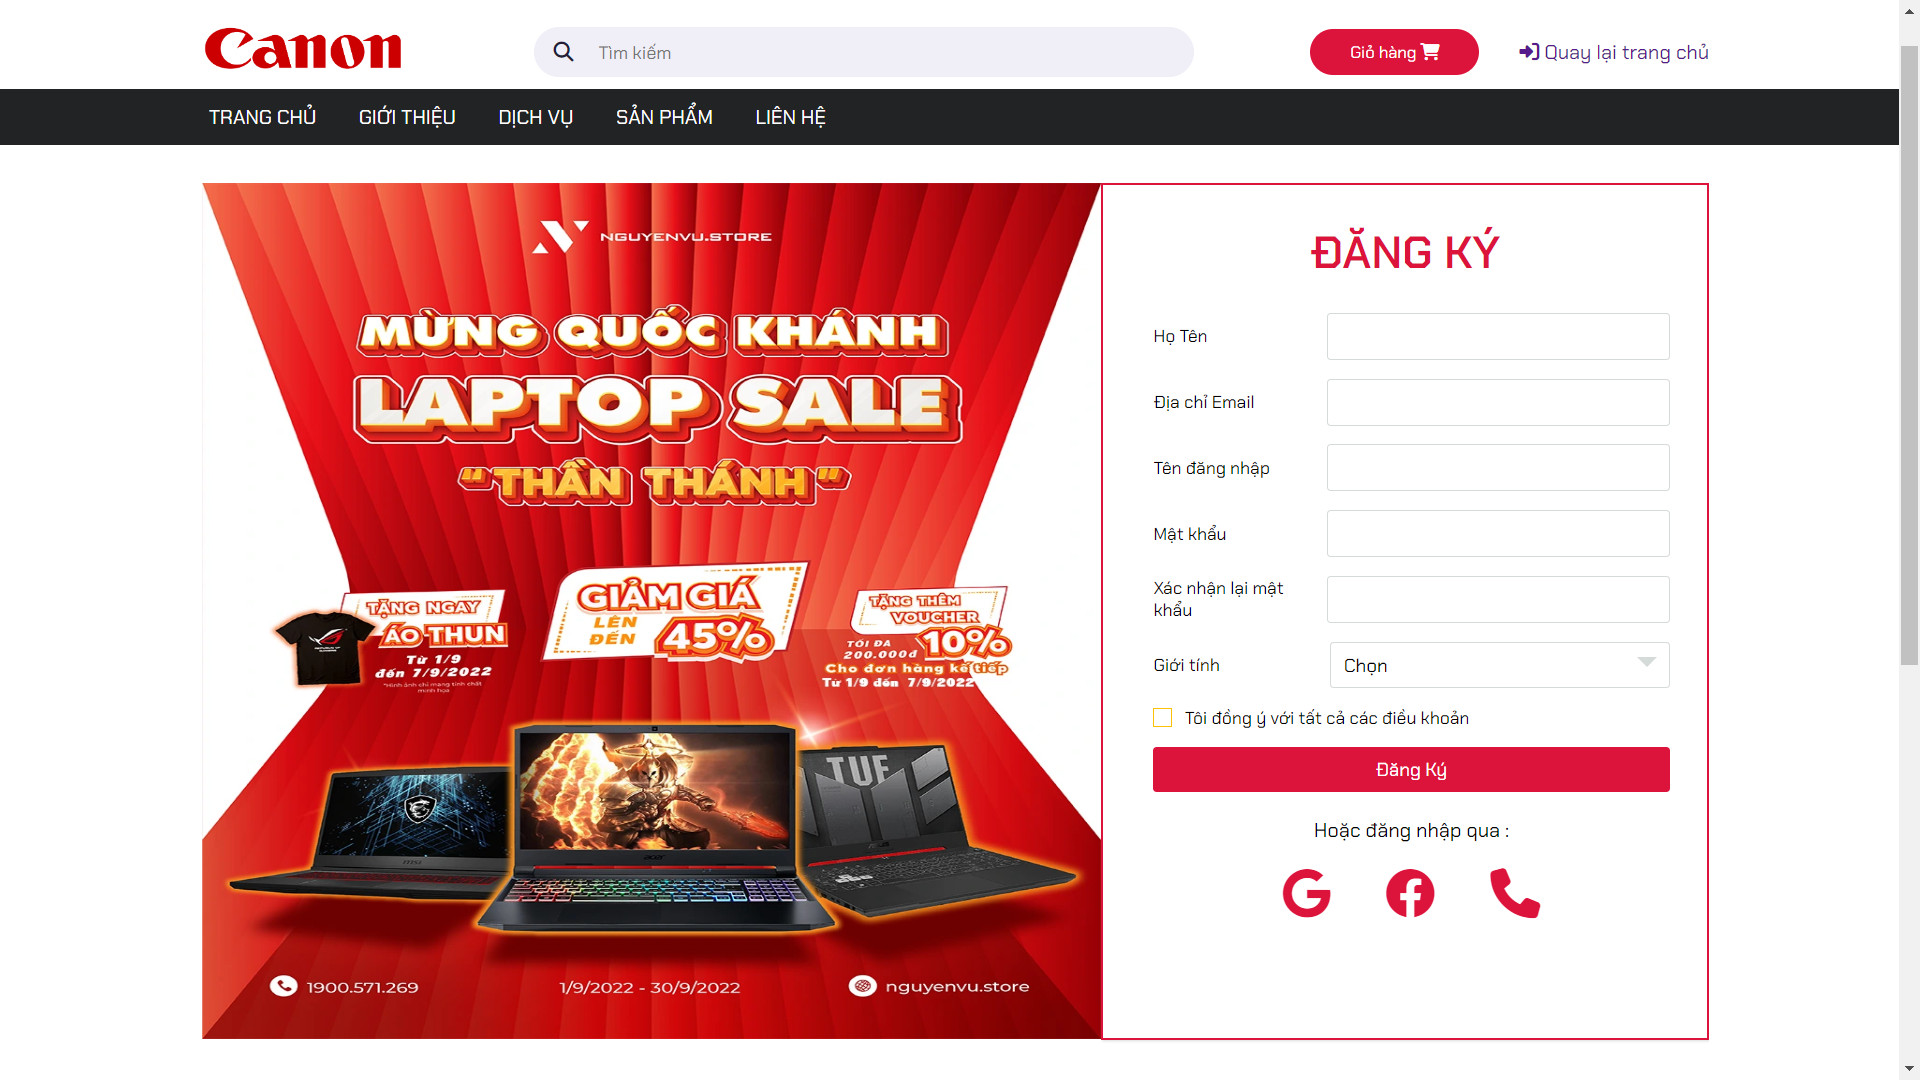 Canon
Tìm kiếm
Giỏ hàng
Quay lại trang chủ
TRANG CHỦ
GIỚI THIỆU
DỊCH VỤ
SẢN PHẨM
LIÊN HỆ
NGUYENVU.STORE
MỪNG QUỐC KHÁNH
LAPTOP SALE
“ THẦN THÁNH ”
TẶNG NGAY
ÁO THUN
Từ 1/9
đến 7/9/2022
*Hình ảnh chỉ mang tính chất
minh họa
GIẢM GIÁ
LÊN
ĐẾN
45%
TẶNG THÊM
VOUCHER
TỐI ĐA
200.000đ
10%
Cho đơn hàng kế tiếp
Từ 1/9 đến 7/9/2022
TUF
acer
1900.571.269
1/9/2022 - 30/9/2022
nguyenvu.store
ĐĂNG KÝ
Họ Tên
Địa chỉ Email
Tên đăng nhập
Mật khẩu
Xác nhận lại mật
khẩu
Giới tính
Chọn
Tôi đồng ý với tất cả các điều khoản
Đăng Ký
Hoặc đăng nhập qua :